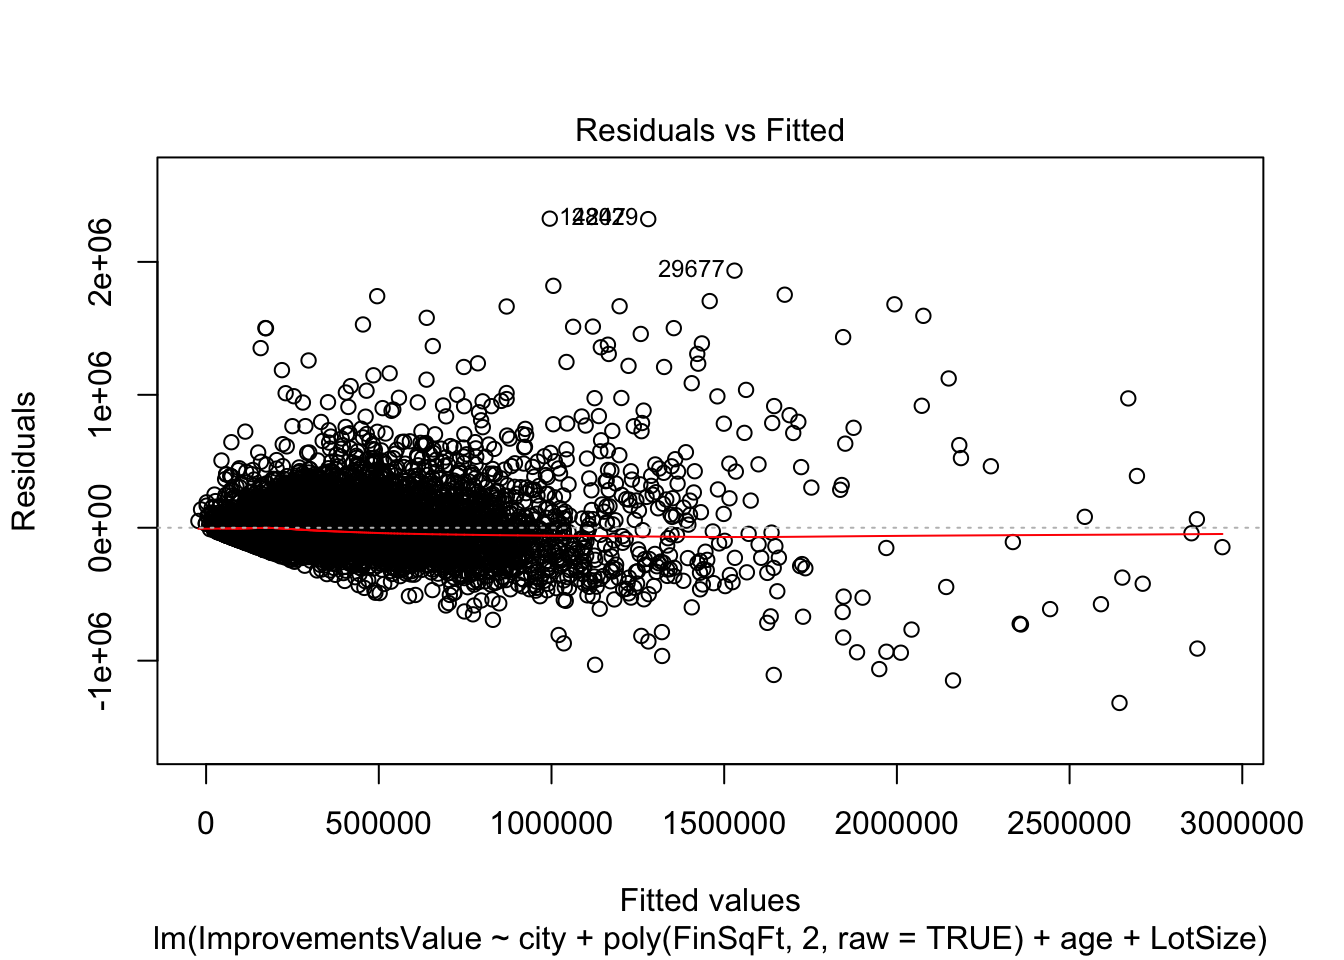 Residuals vs Fitted
29677
Residuals
2e+06
1e+06
0e+00
-1e+06
0
500000
1000000
1500000
2000000
2500000
3000000
Fitted values
lm(ImprovementsValue ~ city + poly(FinSqFt, 2, raw = TRUE) + age + LotSize)